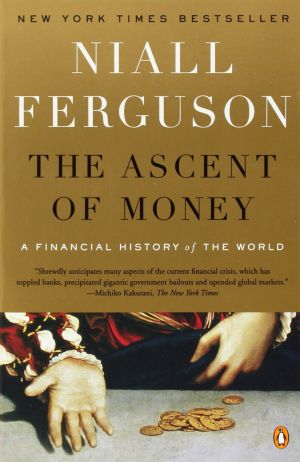 NEW YORK TIMES BESTSELLER
NIALL
FERGUSON
THE ASCENT
OF MONEY
A FINANCIAL HISTORY of THE WORLD
"Shrewdly anticipates many aspects of the current financial crisis, which has
toppled banks, precipitated gigantic government bailouts and upended global markets."
—Michiko Kakutani, The New York Times